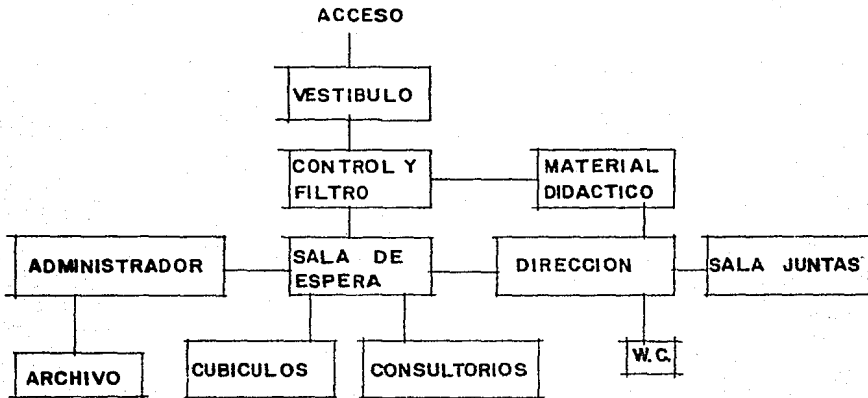 ACCESO
VESTIBULO
CONTROL Y
FILTRO
MATERIAL
DIDACTICO
ADMINISTRADOR
SALA DE
ESPERA
DIRECCION
SALA JUNTAS
ARCHIVO
CUBICULOS
CONSULTORIOS
W.C.